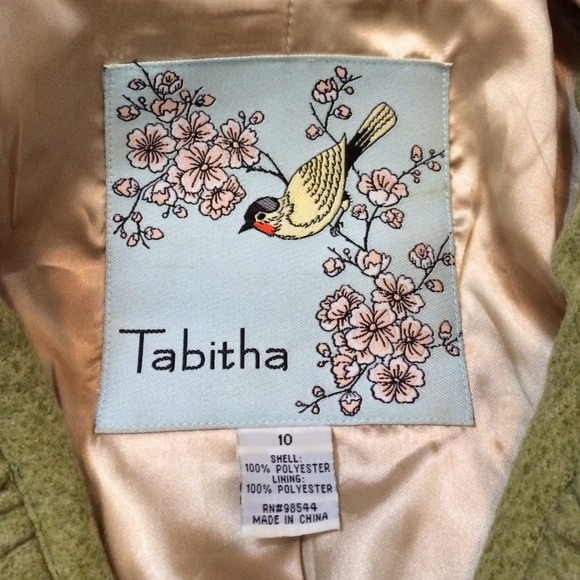 Tabitha
10
SHELL:
100% POLYESTER
LINING:
100% POLYESTER
RN#98544
MADE IN CHINA